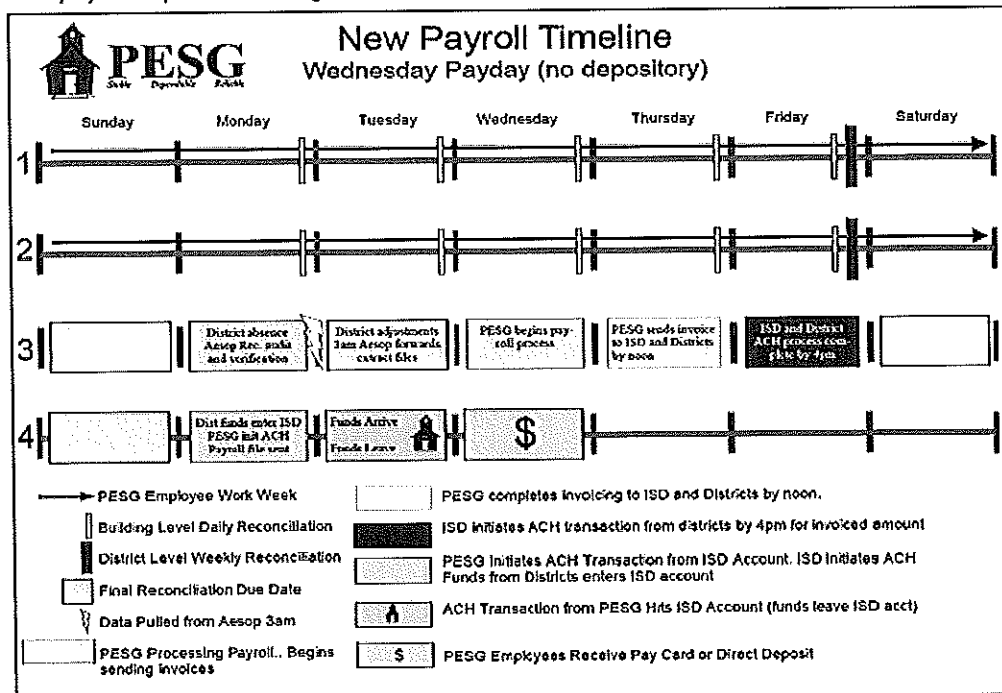 New Payroll Timeline
PESG
Wednesday Payday (no depository)
Stable Dependable Reliable
Sunday Monday Tuesday Wednesday Thursday Friday Saturday
1
2
3
District absence
Aesop Rec. audit
and verification
District adjustments
3am Aesop forwards
extract files
PESG begins pay-
roll process
PESG sends invoice
to ISD and Districts
by noon
ISD and District
ACH process com-
plete by 4pm
4
Dist funds enter ISD
PESG init ACH
Payroll file sent
Funds Arrive
Funds Leave
$
PESG Employee Work Week
Building Level Daily Reconciliation
District Level Weekly Reconciliation
Final Reconciliation Due Date
Data Pulled from Aesop 3am
PESG Processing Payroll.. Begins
sending invoices
PESG completes invoicing to ISD and Districts by noon.
ISD initiates ACH transaction from districts by 4pm for invoiced amount
PESG Initiates ACH Transaction from ISD Account. ISD Initiates ACH
Funds from Districts enters ISD account
ACH Transaction from PESG Hits ISD Account (funds leave ISD acct)
$
PESG Employees Receive Pay Card or Direct Deposit